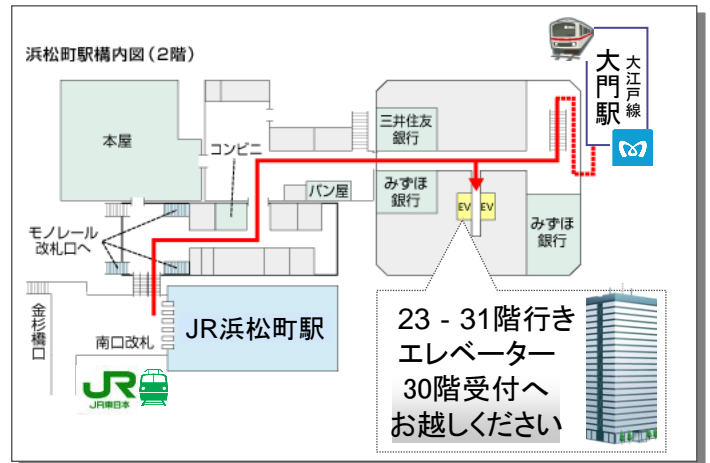 浜松町駅構内図(2階)
大江戸線
大門駅
本屋
コンビニ
三井住友
銀行
パン屋
みずほ
銀行
EV EV
みずほ
銀行
モノレール
改札口へ
金杉橋口
南口改札
JR浜松町駅
JR
JR東日本
23 - 31階行き
エレベーター
30階受付へ
お越しください